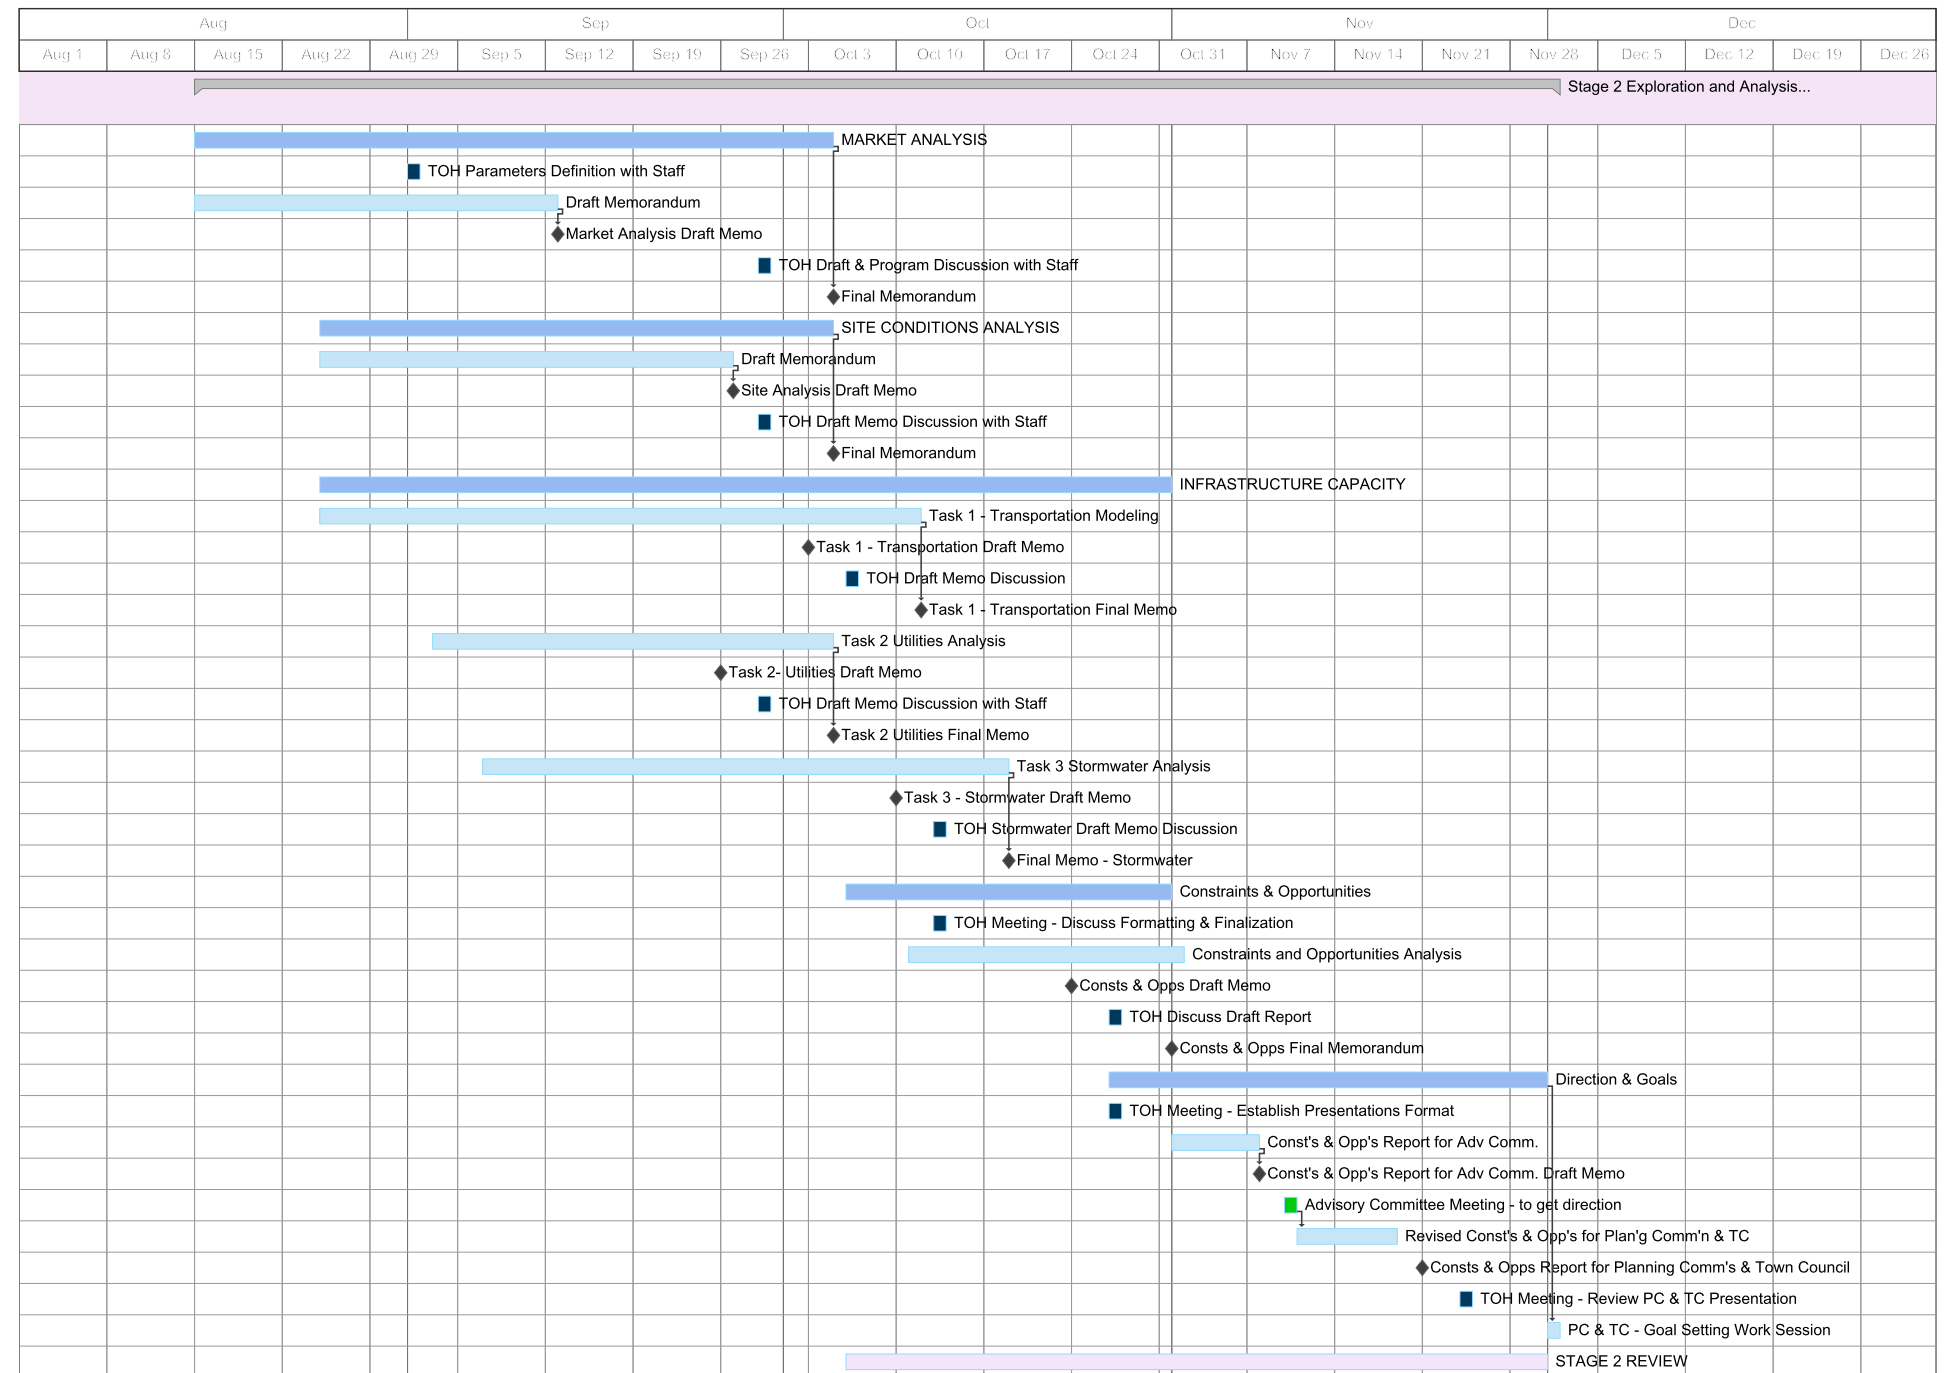 Aug Sep Oct Nov Dec
Aug 1 Aug 8 Aug 15 Aug 22 Aug 29 Sep 5 Sep 12 Sep 19 Sep 26 Oct 3 Oct 10 Oct 17 Oct 24 Oct 31 Nov 7 Nov 14 Nov 21 Nov 28 Dec 5 Dec 12 Dec 19 Dec 26
Stage 2 Exploration and Analysis...
MARKET ANALYSIS
TOH Parameters Definition with Staff
Draft Memorandum
Market Analysis Draft Memo
TOH Draft & Program Discussion with Staff
Final Memorandum
SITE CONDITIONS ANALYSIS
Draft Memorandum
Site Analysis Draft Memo
TOH Draft Memo Discussion with Staff
Final Memorandum
INFRASTRUCTURE CAPACITY
Task 1 - Transportation Modeling
Task 1 - Transportation Draft Memo
TOH Draft Memo Discussion
Task 1 - Transportation Final Memo
Task 2 Utilities Analysis
Task 2- Utilities Draft Memo
TOH Draft Memo Discussion with Staff
Task 2 Utilities Final Memo
Task 3 Stormwater Analysis
Task 3 - Stormwater Draft Memo
TOH Stormwater Draft Memo Discussion
Final Memo - Stormwater
Constraints & Opportunities
TOH Meeting - Discuss Formatting & Finalization
Constraints and Opportunities Analysis
Consts & Opps Draft Memo
TOH Discuss Draft Report
Consts & Opps Final Memorandum
Direction & Goals
TOH Meeting - Establish Presentations Format
Const's & Opp's Report for Adv Comm.
Const's & Opp's Report for Adv Comm. Draft Memo
Advisory Committee Meeting - to get direction
Revised Const's & Opp's for Plan'g Comm'n & TC
Consts & Opps Report for Planning Comm's & Town Council
TOH Meeting - Review PC & TC Presentation
PC & TC - Goal Setting Work Session
STAGE 2 REVIEW